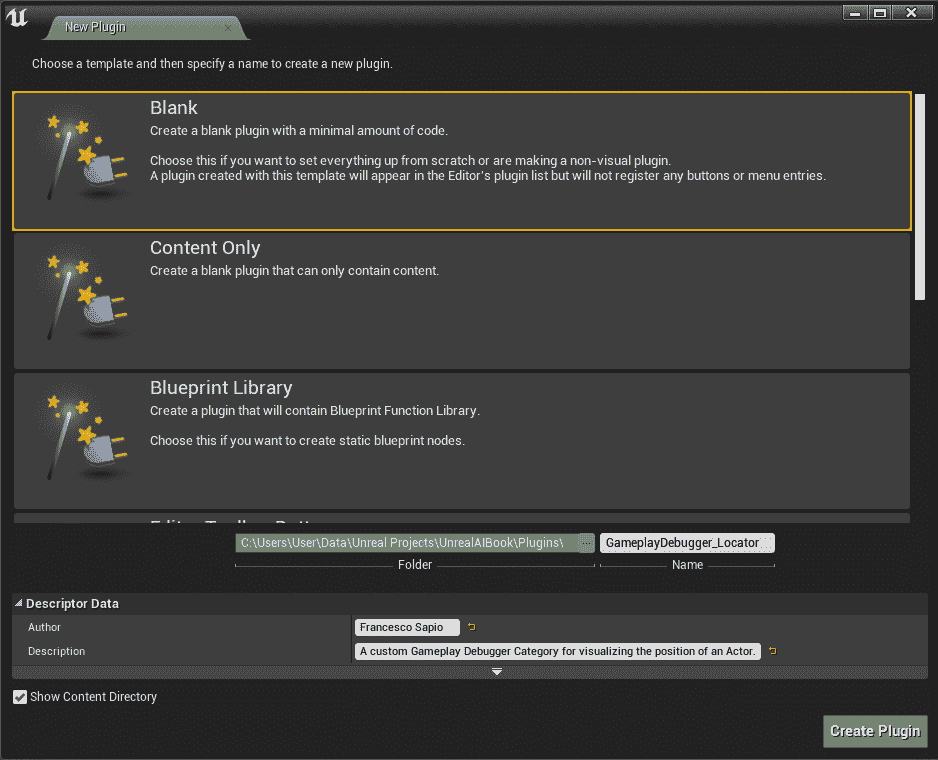 New Plugin
Choose a template and then specify a name to create a new plugin.
Blank
Create a blank plugin with a minimal amount of code.
Choose this if you want to set everything up from scratch or are making a non-visual plugin.
A plugin created with this template will appear in the Editor's plugin list but will not register any buttons or menu entries.
Content Only
Create a blank plugin that can only contain content.
Blueprint Library
Create a plugin that will contain Blueprint Function Library.
Choose this if you want to create static blueprint nodes.
C:\Users\User\Data\Unreal Projects\UnrealAIBook\Plugins\ ... GameplayDebugger_Locator
Folder Name
Descriptor Data
Author Francesco Sapio
Description A custom Gameplay Debugger Category for visualizing the position of an Actor.
Show Content Directory
Create Plugin